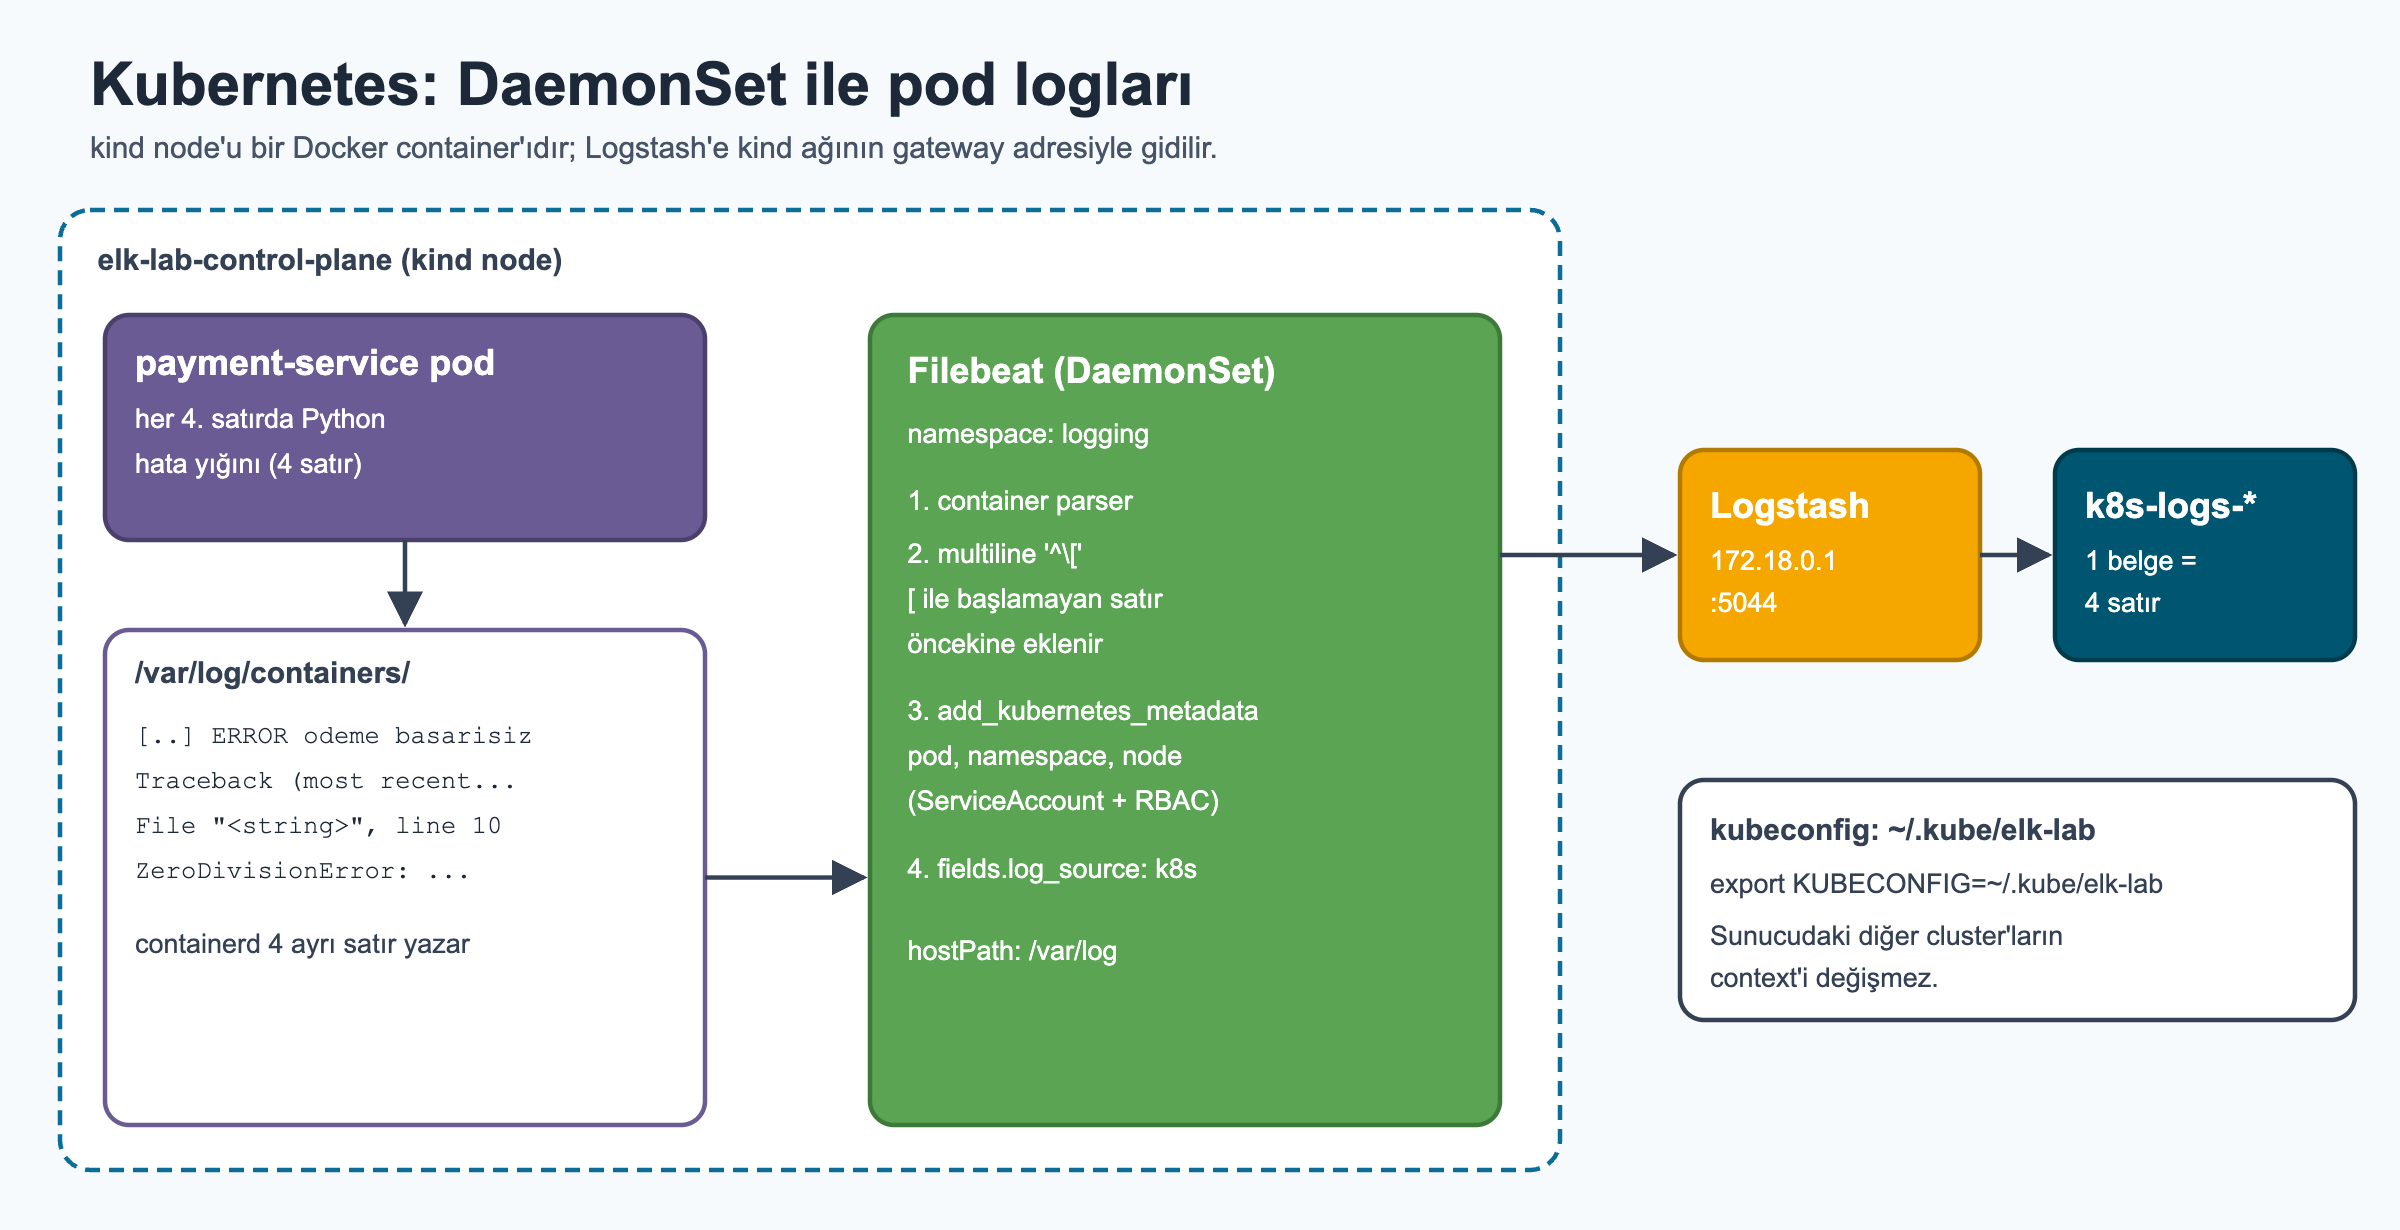 Kubernetes: DaemonSet ile pod logları
kind node'u bir Docker container'ıdır; Logstash'e kind ağının gateway adresiyle gidilir.
elk-lab-control-plane (kind node)
payment-service pod
her 4. satırda Python
hata yığını (4 satır)
/var/log/containers/
[..] ERROR odeme basarisiz
Traceback (most recent...
File "<string>", line 10
ZeroDivisionError: ...
containerd 4 ayrı satır yazar
Filebeat (DaemonSet)
namespace: logging
1. container parser
2. multiline '^\['
[ ile başlamayan satır
öncekine eklenir
3. add_kubernetes_metadata
pod, namespace, node
(ServiceAccount + RBAC)
4. fields.log_source: k8s
hostPath: /var/log
Logstash
172.18.0.1
:5044
k8s-logs-*
1 belge =
4 satır
kubeconfig: ~/.kube/elk-lab
export KUBECONFIG=~/.kube/elk-lab
Sunucudaki diğer cluster'ların
context'i değişmez.